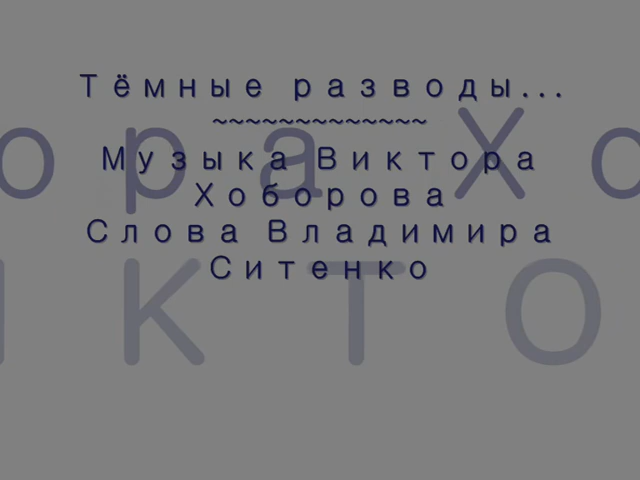 Тёмные разводы...
~~~~~~~~~~~~~
Музыка Виктора
Хоборова
Слова Владимира
Ситенко